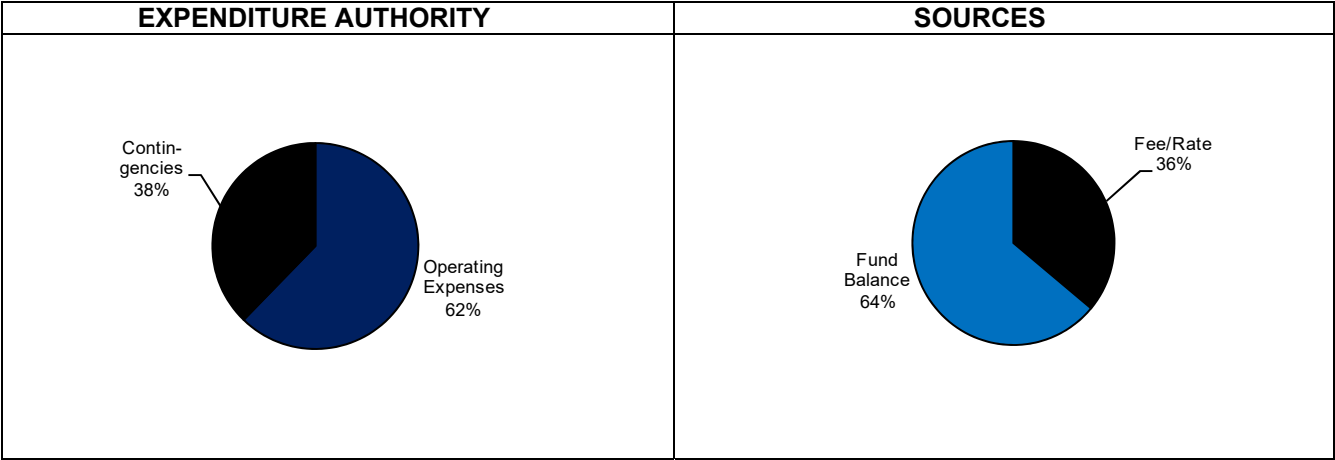 EXPENDITURE AUTHORITY
SOURCES
Contin-
gencies
38%
Operating
Expenses
62%
Fee/Rate
36%
Fund
Balance
64%